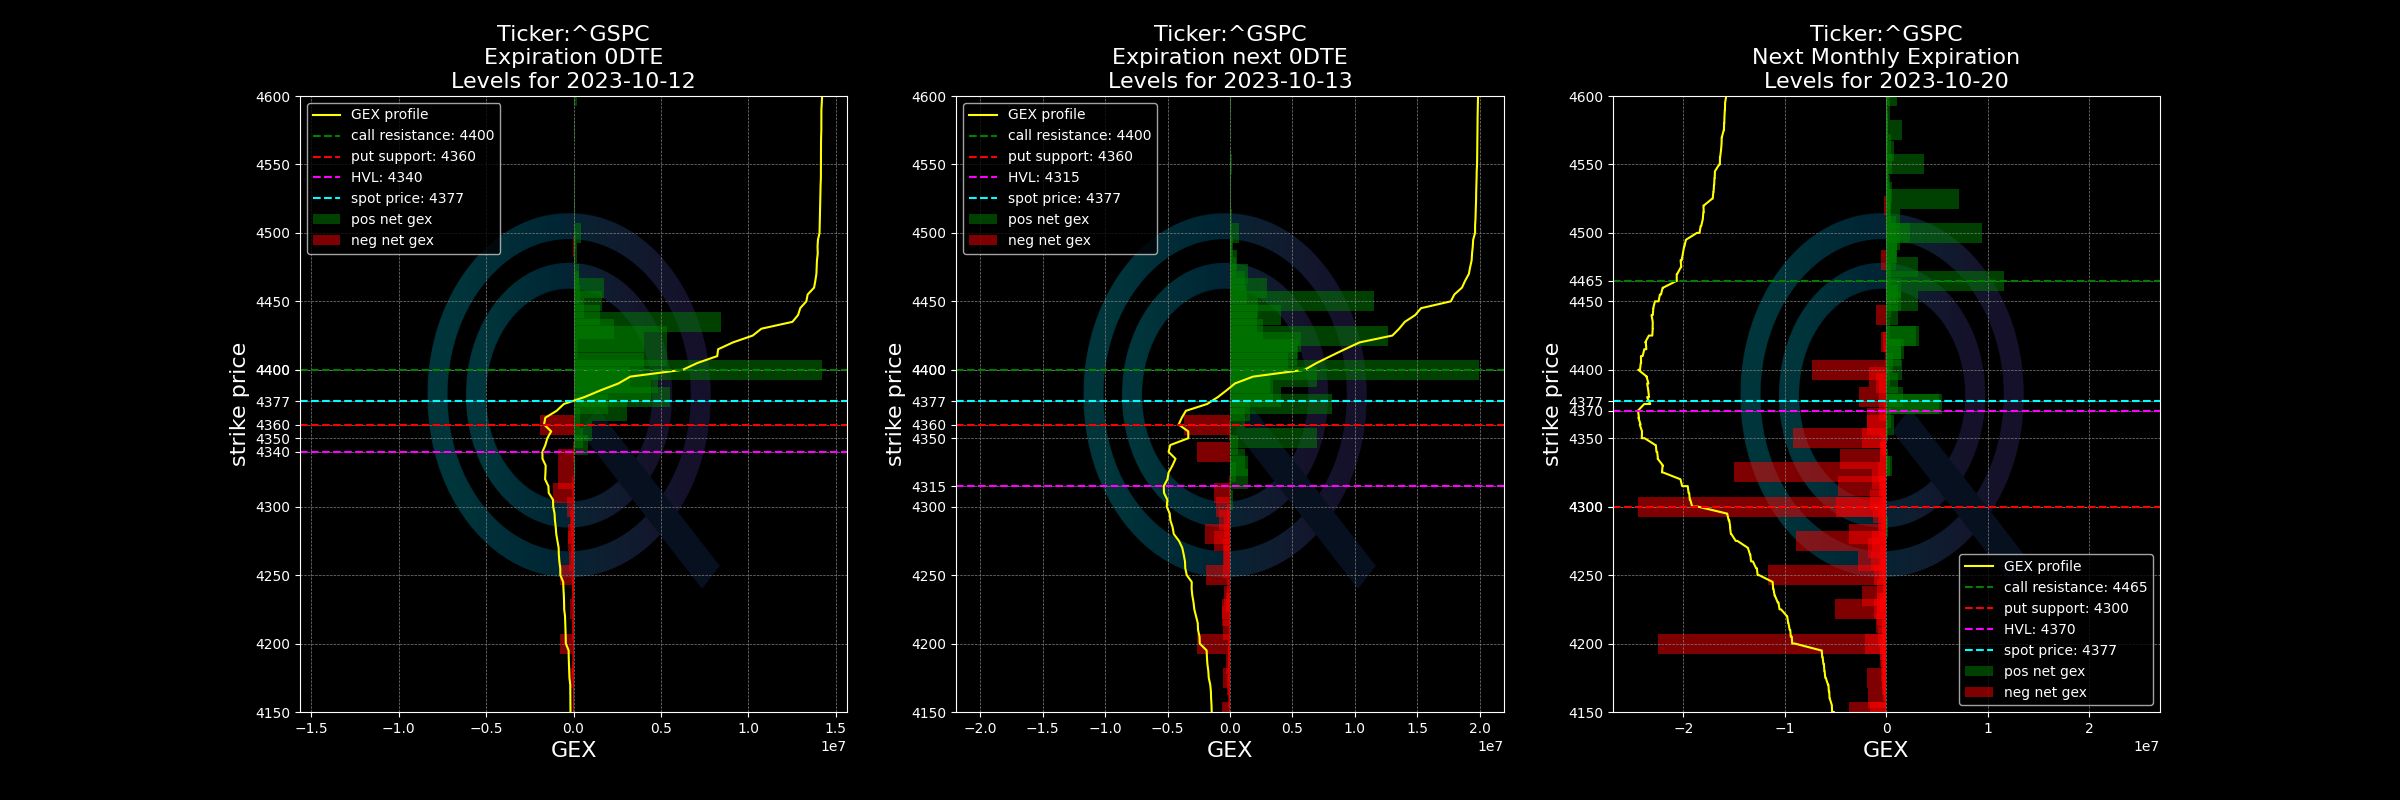 Ticker:^GSPC
Expiration 0DTE
Levels for 2023-10-12
GEX profile
call resistance: 4400
put support: 4360
HVL: 4340
spot price: 4377
pos net gex
neg net gex
strike price
4600
4550
4500
4450
4400
4377
4360
4350
4340
4300
4250
4200
4150
−1.5
−1.0
−0.5
0.0
0.5
1.0
1.5
1e7
GEX
Ticker:^GSPC
Expiration next 0DTE
Levels for 2023-10-13
GEX profile
call resistance: 4400
put support: 4360
HVL: 4315
spot price: 4377
pos net gex
neg net gex
strike price
4600
4550
4500
4450
4400
4377
4360
4350
4315
4300
4250
4200
4150
−2.0
−1.5
−1.0
−0.5
0.0
0.5
1.0
1.5
2.0
1e7
GEX
Ticker:^GSPC
Next Monthly Expiration
Levels for 2023-10-20
strike price
4600
4550
4500
4465
4450
4400
4377
4370
4350
4300
4250
4200
4150
GEX profile
call resistance: 4465
put support: 4300
HVL: 4370
spot price: 4377
pos net gex
neg net gex
−2
−1
0
1
2
1e7
GEX